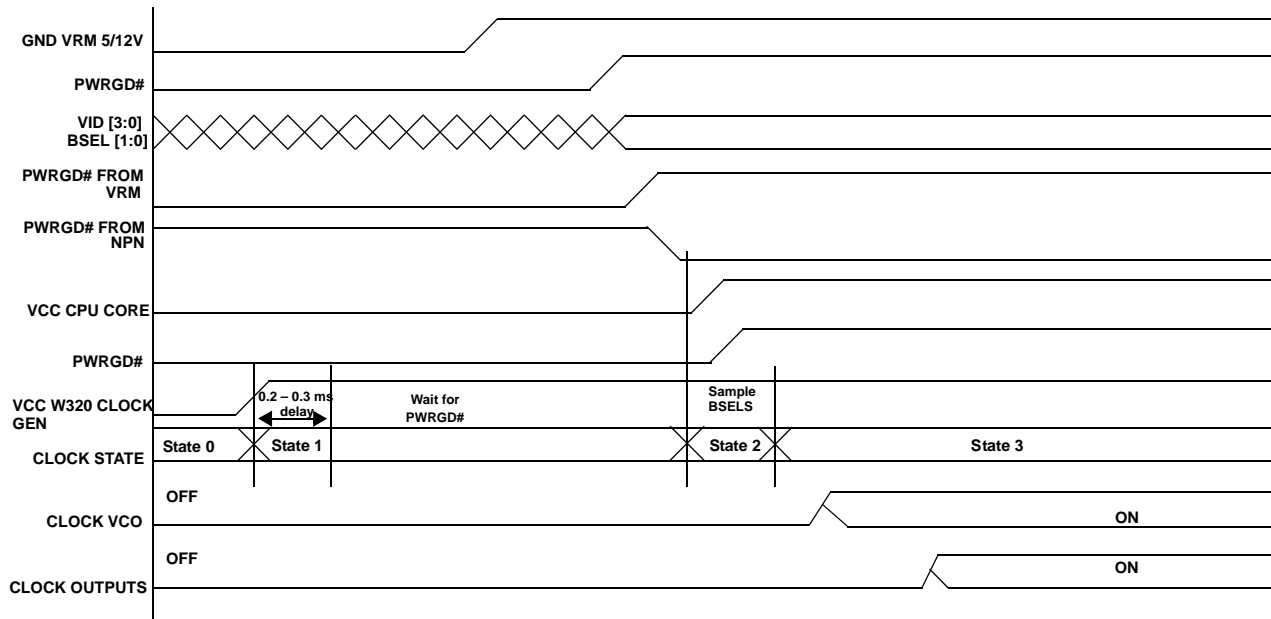 GND VRM 5/12V
PWRGD#
VID [3:0]
BSEL [1:0]
PWRGD# FROM
VRM
PWRGD# FROM
NPN
VCC CPU CORE
PWRGD#
VCC W320 CLOCK
GEN
0.2 – 0.3 ms
delay
Wait for
PWRGD#
Sample
BSELS
CLOCK STATE
State 0
State 1
State 2
State 3
OFF
CLOCK VCO
ON
OFF
CLOCK OUTPUTS
ON